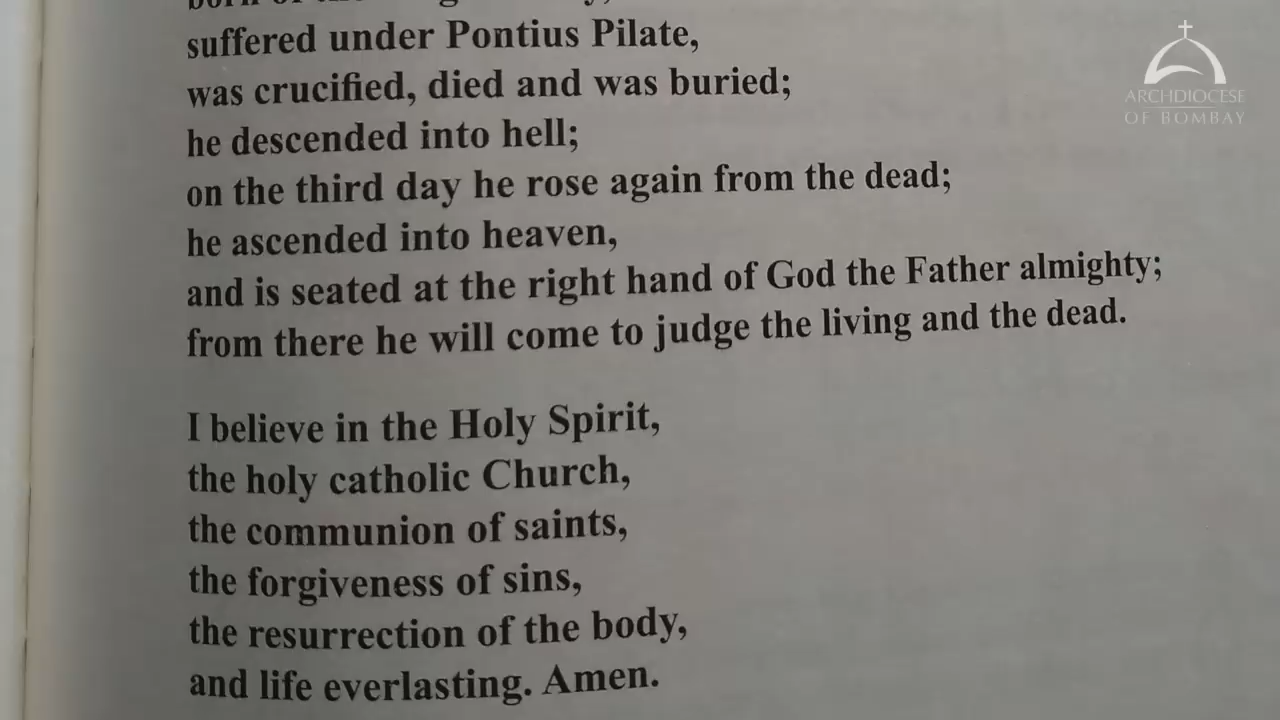 suffered under Pontius Pilate,
was crucified, died and was buried;
he descended into hell;
on the third day he rose again from the dead;
he ascended into heaven,
and is seated at the right hand of God the Father almighty;
from there he will come to judge the living and the dead.
I believe in the Holy Spirit,
the holy catholic Church,
the communion of saints,
the forgiveness of sins,
the resurrection of the body,
and life everlasting. Amen.
ARCHDIOCESE
OF BOMBAY